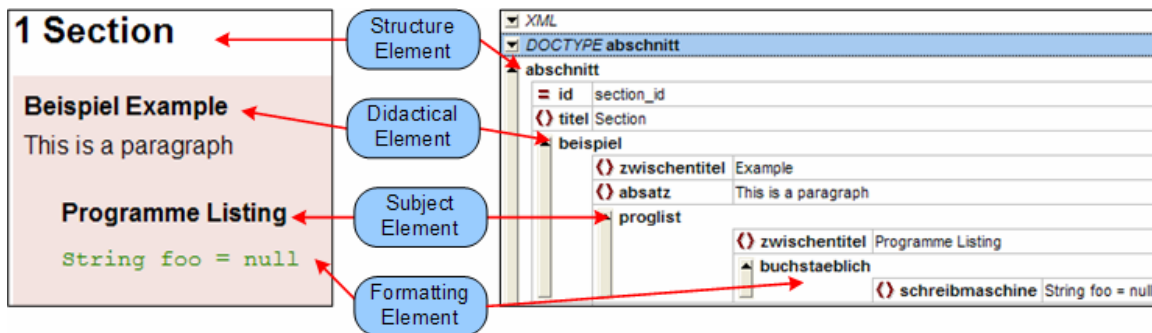 1 Section
Beispiel Example
This is a paragraph
Programme Listing
String foo = null
Structure
Element
Didactical
Element
Subject
Element
Formatting
Element
XML
DOCTYPE abschnitt
abschnitt
= id section_id
<> titel Section
beispiel
<> zwischentitel Example
<> absatz This is a paragraph
proglist
<> zwischentitel Programme Listing
buchstaeblich
<> schreibmaschine String foo = null